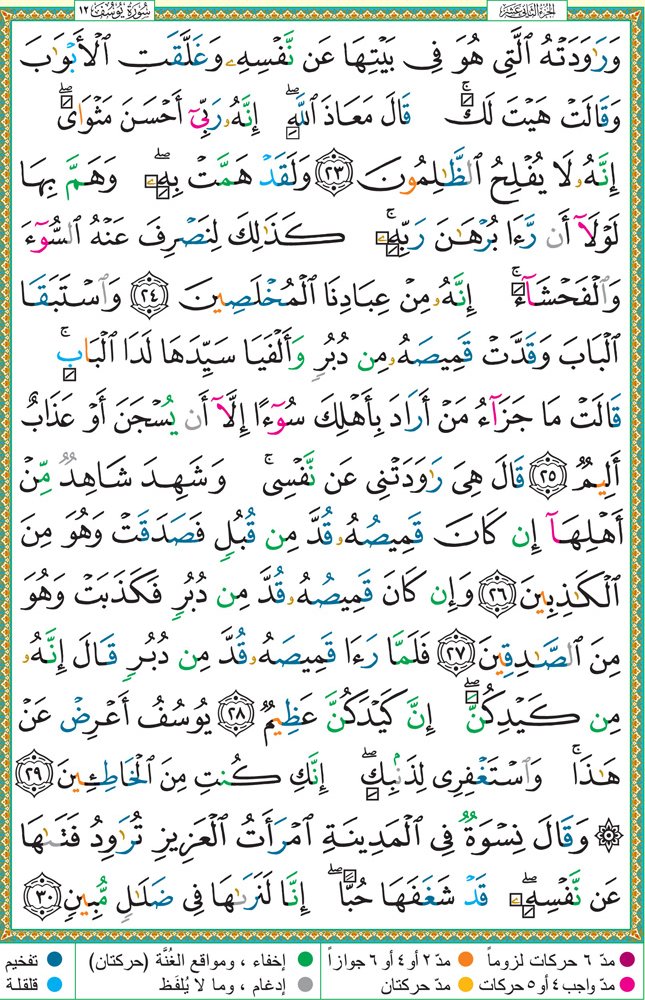 الجزء الثاني عشر
سورة يوسف ١٢
وَرَٰوَدَتۡهُ ٱلَّتِي هُوَ فِي بَيۡتِهَا عَن نَّفۡسِهِۦ وَغَلَّقَتِ ٱلۡأَبۡوَٰبَ
وَقَالَتۡ هَيۡتَ لَكَۚ قَالَ مَعَاذَ ٱللَّهِۖ إِنَّهُۥ رَبِّيٓ أَحۡسَنَ مَثۡوَايَۖ
إِنَّهُۥ لَا يُفۡلِحُ ٱلظَّٰلِمُونَ ٢٣ وَلَقَدۡ هَمَّتۡ بِهِۦۖ وَهَمَّ بِهَا
لَوۡلَآ أَن رَّءَا بُرۡهَٰنَ رَبِّهِۦۚ كَذَٰلِكَ لِنَصۡرِفَ عَنۡهُ ٱلسُّوٓءَ
وَٱلۡفَحۡشَآءَۚ إِنَّهُۥ مِنۡ عِبَادِنَا ٱلۡمُخۡلَصِينَ ٢٤ وَٱسۡتَبَقَا
ٱلۡبَابَ وَقَدَّتۡ قَمِيصَهُۥ مِن دُبُرٖ وَأَلۡفَيَا سَيِّدَهَا لَدَا ٱلۡبَابِۚ
قَالَتۡ مَا جَزَآءُ مَنۡ أَرَادَ بِأَهۡلِكَ سُوٓءًا إِلَّآ أَن يُسۡجَنَ أَوۡ عَذَابٌ
أَلِيمٞ ٢٥ قَالَ هِيَ رَٰوَدَتۡنِي عَن نَّفۡسِيۚ وَشَهِدَ شَاهِدٞ مِّنۡ
أَهۡلِهَآ إِن كَانَ قَمِيصُهُۥ قُدَّ مِن قُبُلٖ فَصَدَقَتۡ وَهُوَ مِنَ
ٱلۡكَٰذِبِينَ ٢٦ وَإِن كَانَ قَمِيصُهُۥ قُدَّ مِن دُبُرٖ فَكَذَبَتۡ وَهُوَ
مِنَ ٱلصَّٰدِقِينَ ٢٧ فَلَمَّا رَءَا قَمِيصَهُۥ قُدَّ مِن دُبُرٖ قَالَ إِنَّهُۥ
مِن كَيۡدِكُنَّۖ إِنَّ كَيۡدَكُنَّ عَظِيمٞ ٢٨ يُوسُفُ أَعۡرِضۡ عَنۡ
هَٰذَاۚ وَٱسۡتَغۡفِرِي لِذَنۢبِكِۖ إِنَّكِ كُنتِ مِنَ ٱلۡخَاطِـِٔينَ ٢٩
۞ وَقَالَ نِسۡوَةٞ فِي ٱلۡمَدِينَةِ ٱمۡرَأَتُ ٱلۡعَزِيزِ تُرَٰوِدُ فَتَىٰهَا
عَن نَّفۡسِهِۦۖ قَدۡ شَغَفَهَا حُبًّاۖ إِنَّا لَنَرَىٰهَا فِي ضَلَٰلٖ مُّبِينٖ ٣٠
مدّ ٦ حركات لزوماً مدّ ٢ أو ٤ أو ٦ جوازاً إخفاء ، ومواقع الغُنَّة (حركتان) تفخيم
مدّ واجب ٤ أو ٥ حركات مدّ حركتان إدغام ، وما لا يُلفَظ قلقلة